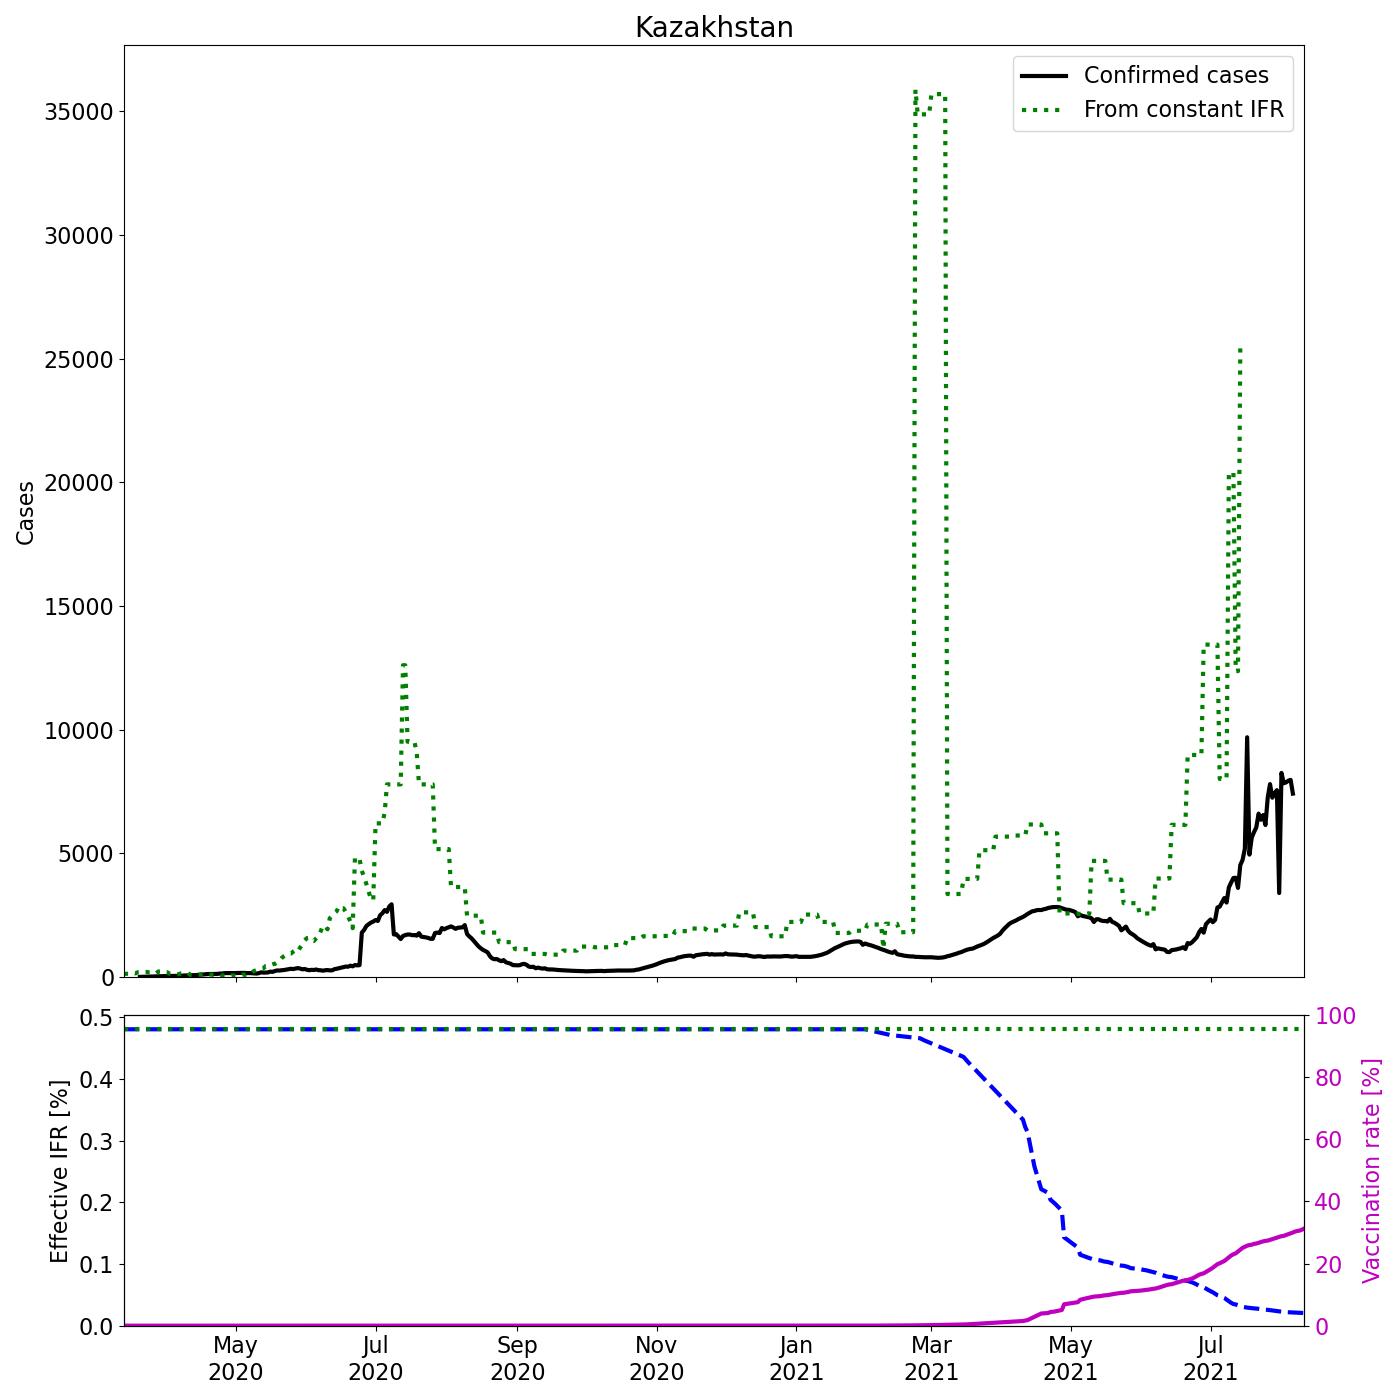 Kazakhstan
Confirmed cases
From constant IFR
35000
30000
25000
20000
15000
10000
5000
0
Cases
0.5
0.4
0.3
0.2
0.1
0.0
Effective IFR [%]
100
80
60
40
20
0
Vaccination rate [%]
May
2020
Jul
2020
Sep
2020
Nov
2020
Jan
2021
Mar
2021
May
2021
Jul
2021